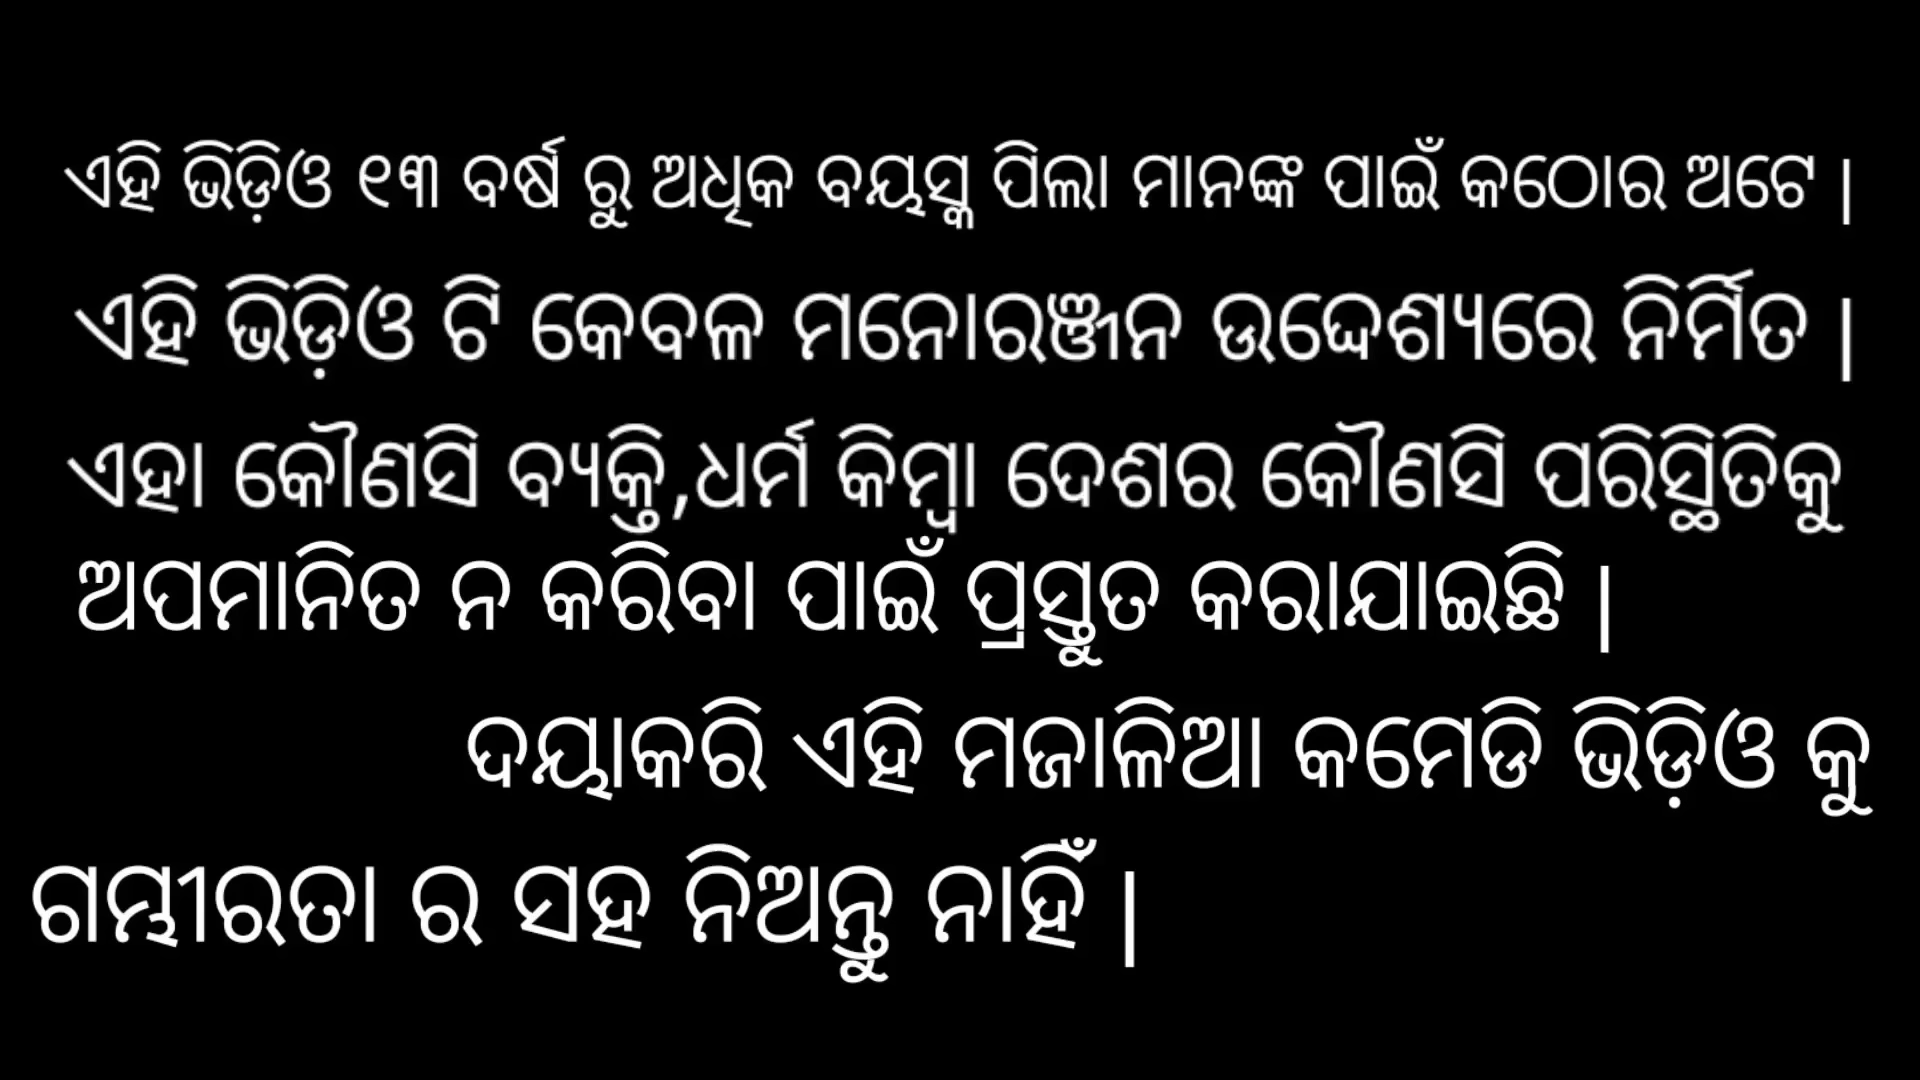 ଏହି ଭିଡ଼ିଓ ୧୩ ବର୍ଷ ରୁ ଅଧିକ ବୟସ୍କ ପିଲା ମାନଙ୍କ ପାଇଁ କଠୋର ଅଟେ |
ଏହି ଭିଡ଼ିଓ ଟି କେବଳ ମନୋରଞ୍ଜନ ଉଦ୍ଦେଶ୍ୟରେ ନିର୍ମିତ |
ଏହା କୌଣସି ବ୍ୟକ୍ତି,ଧର୍ମ କିମ୍ବା ଦେଶର କୌଣସି ପରିସ୍ଥିତିକୁ
ଅପମାନିତ ନ କରିବା ପାଇଁ ପ୍ରସ୍ତୁତ କରାଯାଇଛି |
ଦୟାକରି ଏହି ମଜାଳିଆ କମେଡି ଭିଡ଼ିଓ କୁ
ଗମ୍ଭୀରତା ର ସହ ନିଅନ୍ତୁ ନାହିଁ |